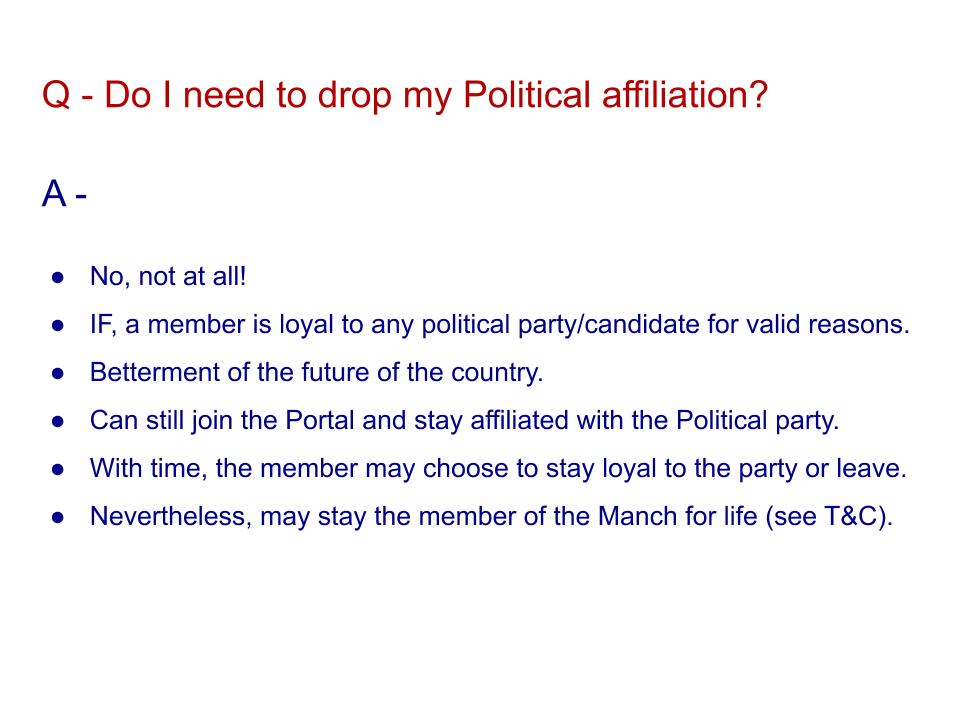 Q - Do I need to drop my Political affiliation?
A -
● No, not at all!
● IF, a member is loyal to any political party/candidate for valid reasons.
● Betterment of the future of the country.
● Can still join the Portal and stay affiliated with the Political party.
● With time, the member may choose to stay loyal to the party or leave.
● Nevertheless, may stay the member of the Manch for life (see T&C).